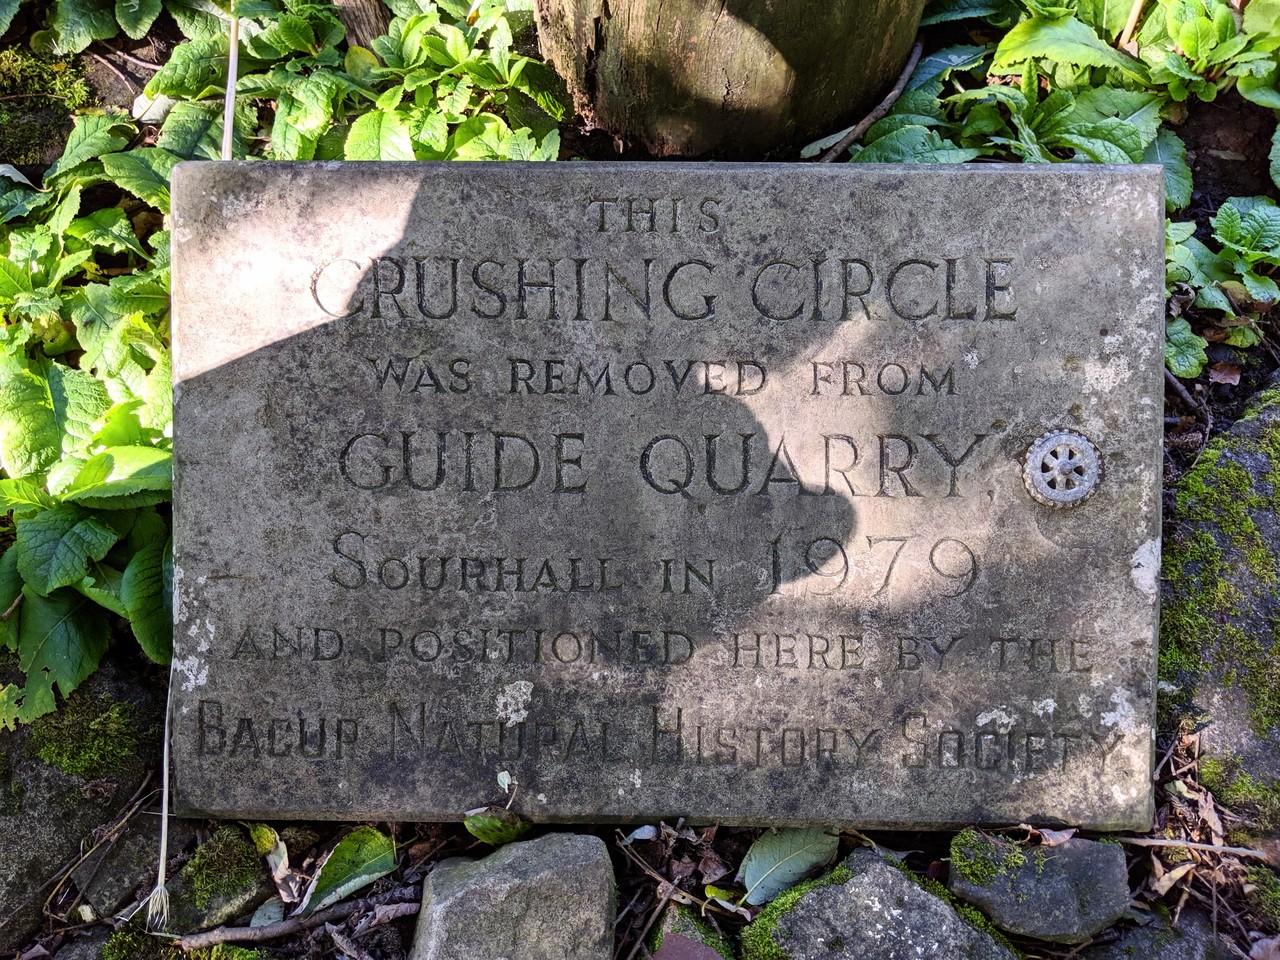 THIS
CRUSHING CIRCLE
WAS REMOVED FROM
GUIDE QUARRY,
SOURHALL IN 1979
AND POSITIONED HERE BY THE
BACUP NATURAL HISTORY SOCIETY